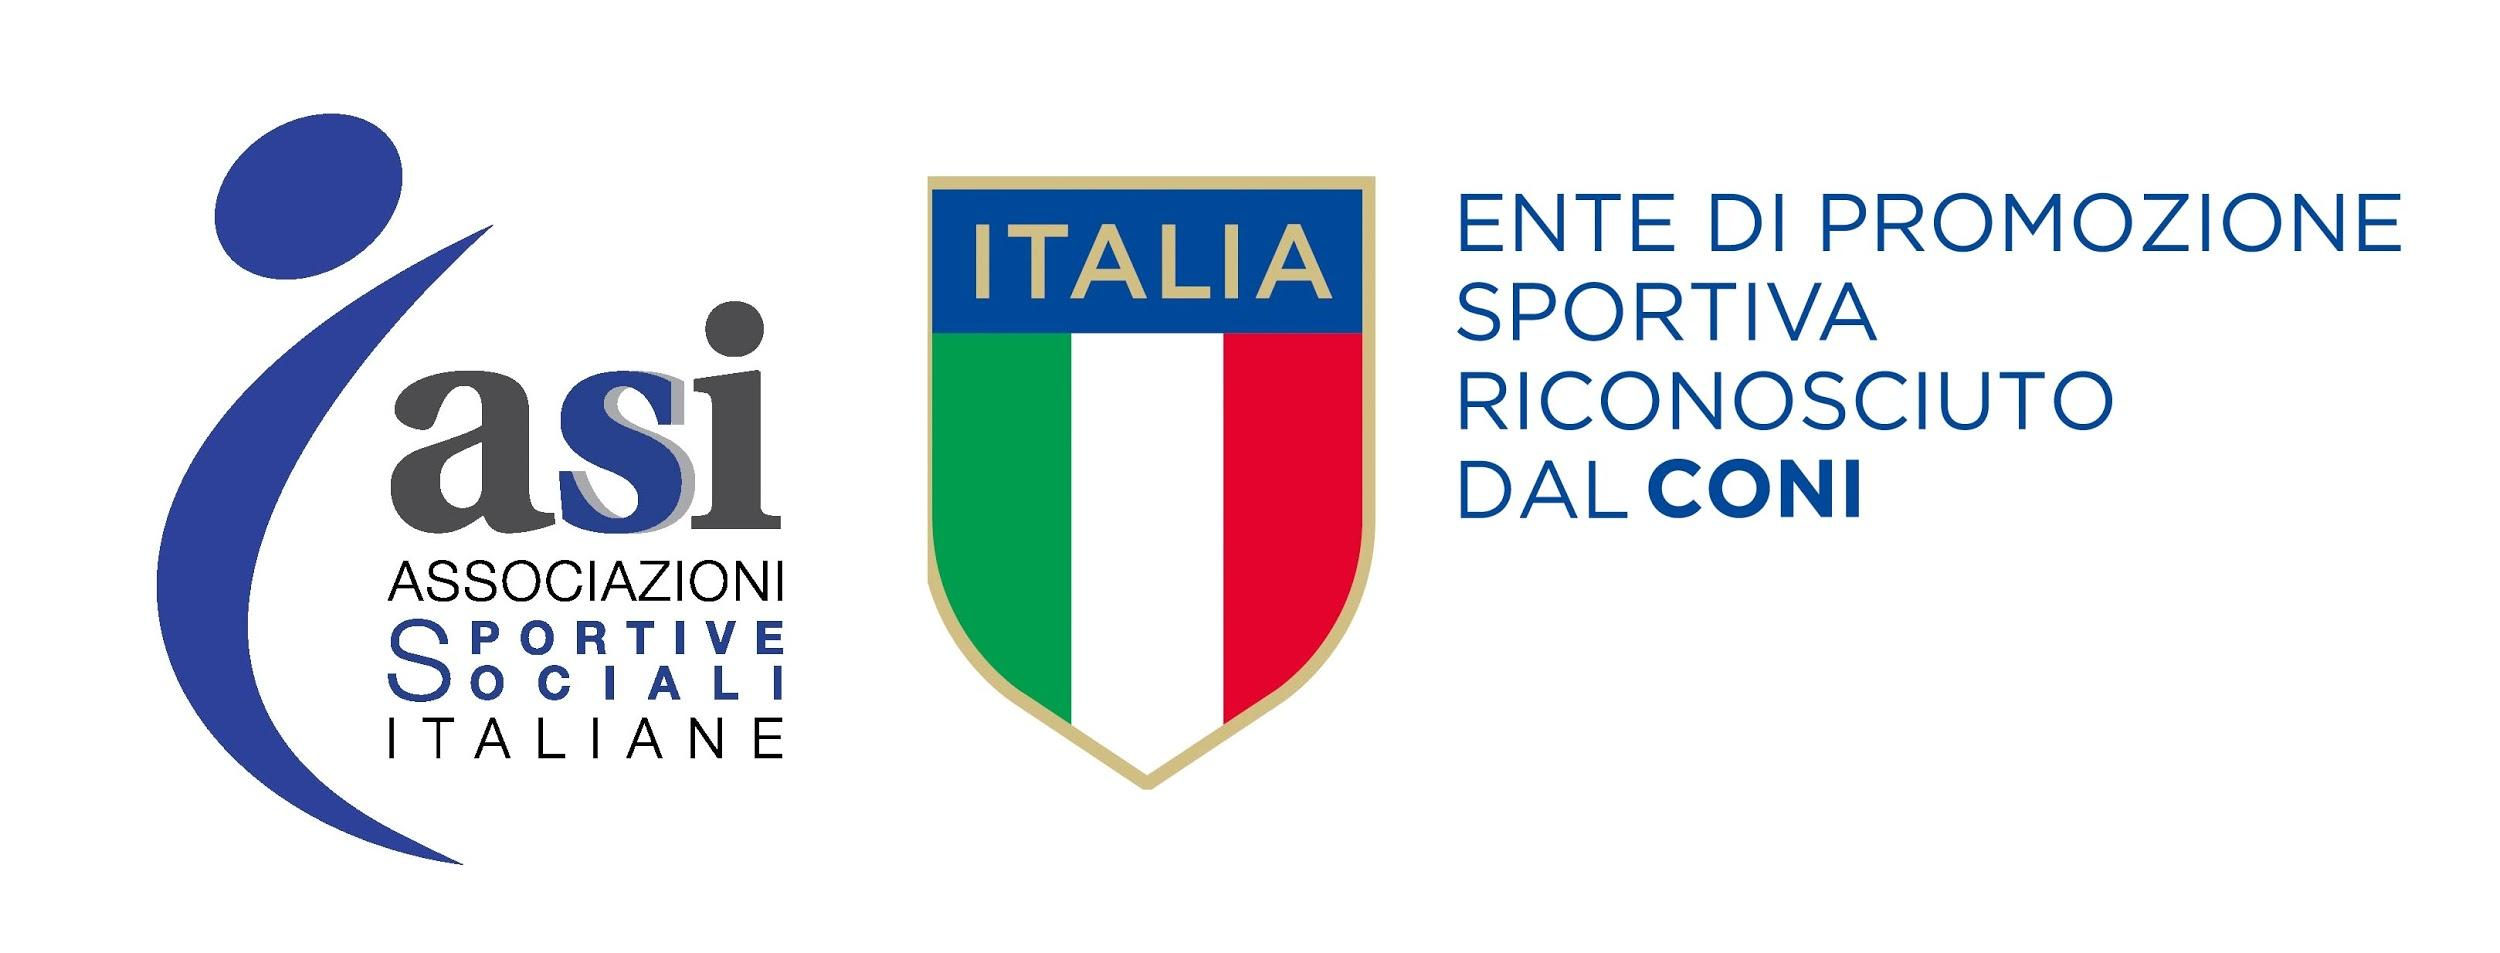 asi
ASSOCIAZIONI
SPORTIVE
SOCIALI
ITALIANE
ITALIA
ENTE DI PROMOZIONE
SPORTIVA
RICONOSCIUTO
DAL CONI